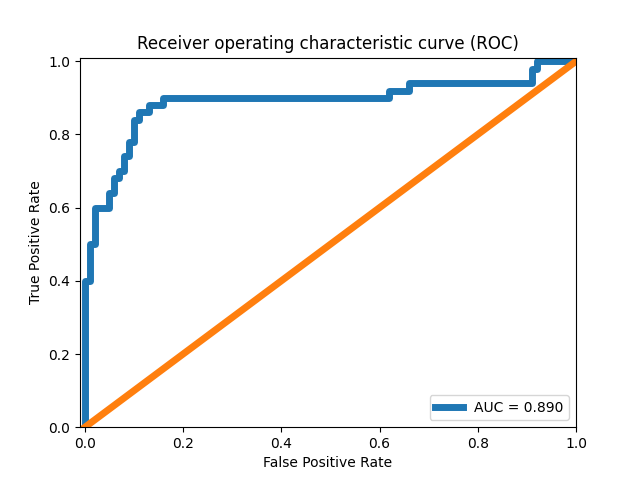 Receiver operating characteristic curve (ROC)
1.0
0.8
0.6
0.4
0.2
0.0
True Positive Rate
AUC = 0.890
0.0 0.2 0.4 0.6 0.8 1.0
False Positive Rate